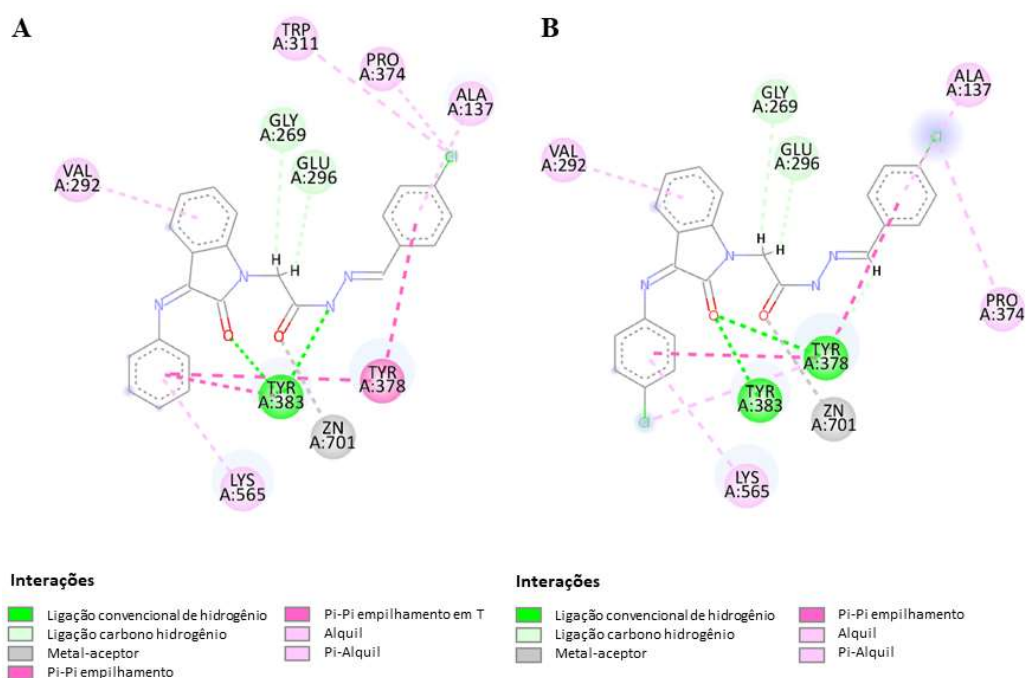 A
TRP
A:311
PRO
A:374
ALA
A:137
GLY
A:269
GLU
A:296
VAL
A:292
Cl
H
H
N
N
N
N
O
O
TYR
A:378
TYR
A:383
ZN
A:701
LYS
A:565
B
ALA
A:137
GLY
A:269
GLU
A:296
VAL
A:292
Cl
H
H
N
N
H
N
N
O
O
PRO
A:374
TYR
A:378
TYR
A:383
ZN
A:701
Cl
LYS
A:565
Interações
Ligação convencional de hidrogênio
Ligação carbono hidrogênio
Metal-aceptor
Pi-Pi empilhamento
Pi-Pi empilhamento em T
Alquil
Pi-Alquil
Interações
Ligação convencional de hidrogênio
Ligação carbono hidrogênio
Metal-aceptor
Pi-Pi empilhamento
Alquil
Pi-Alquil